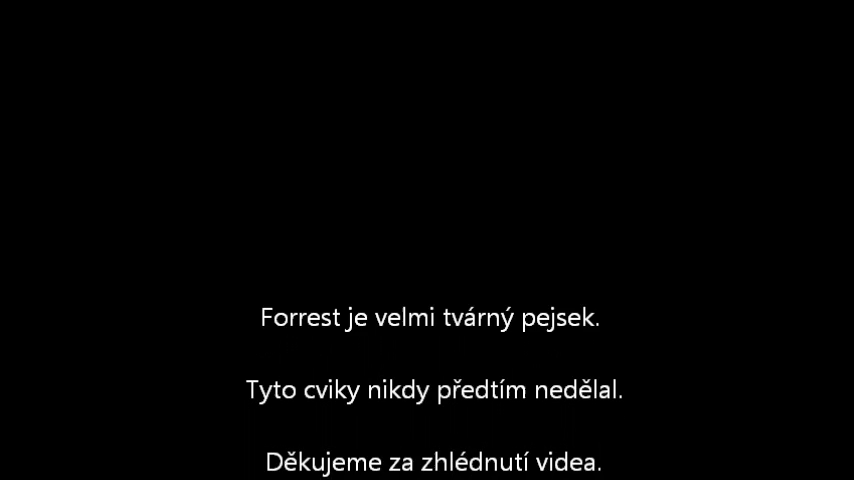 Forrest je velmi tvárný pejsek.
Tyto cviky nikdy předtím nedělal.
Děkujeme za zhlédnutí videa.